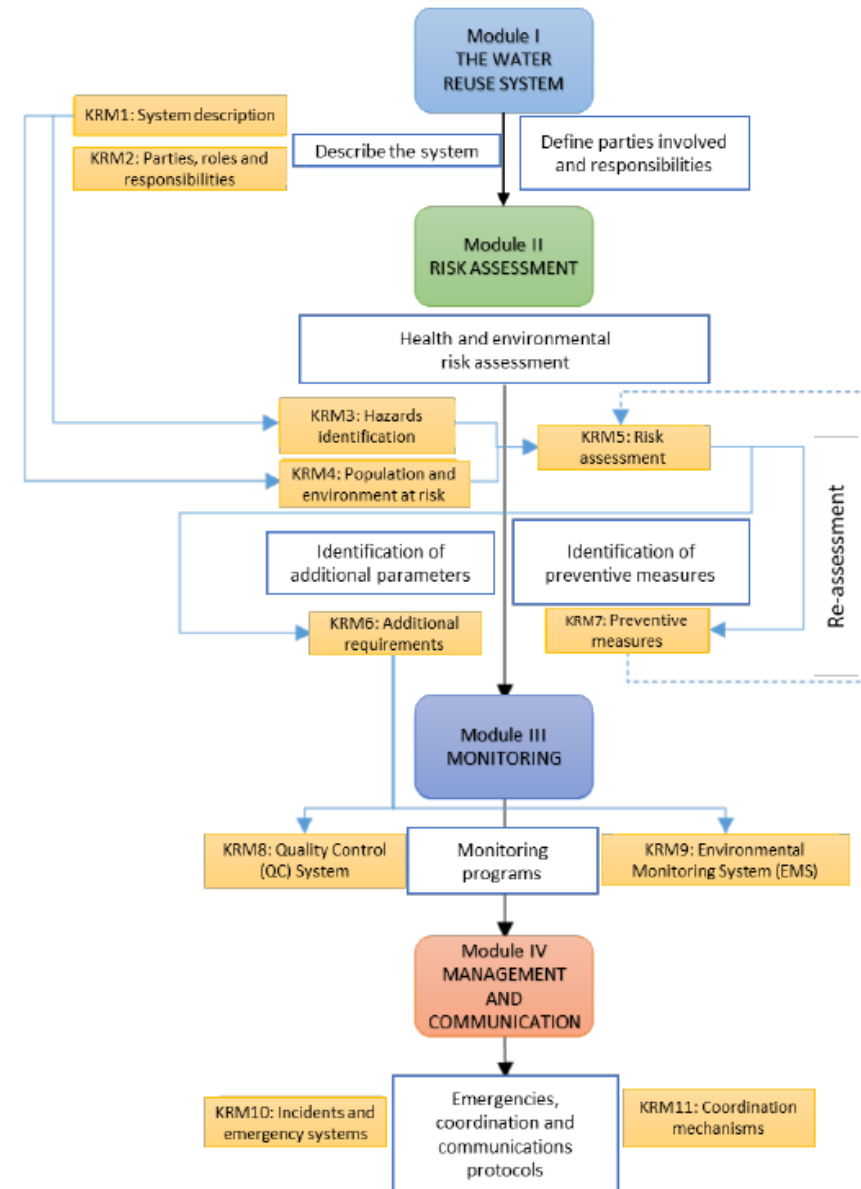 Module I
THE WATER
REUSE SYSTEM
KRM1: System description
KRM2: Parties, roles and
responsibilities
Describe the system
Define parties involved
and responsibilities
Module II
RISK ASSESSMENT
Health and environmental
risk assessment
KRM3: Hazards
identification
KRM4: Population and
environment at risk
KRM5: Risk
assessment
Re-assessment
Identification of
additional parameters
Identification of
preventive measures
KRM6: Additional
requirements
KRM7: Preventive
measures
Module III
MONITORING
KRM8: Quality Control
(QC) System
Monitoring
programs
KRM9: Environmental
Monitoring System (EMS)
Module IV
MANAGEMENT
AND
COMMUNICATION
KRM10: Incidents and
emergency systems
Emergencies,
coordination and
communications
protocols
KRM11: Coordination
mechanisms